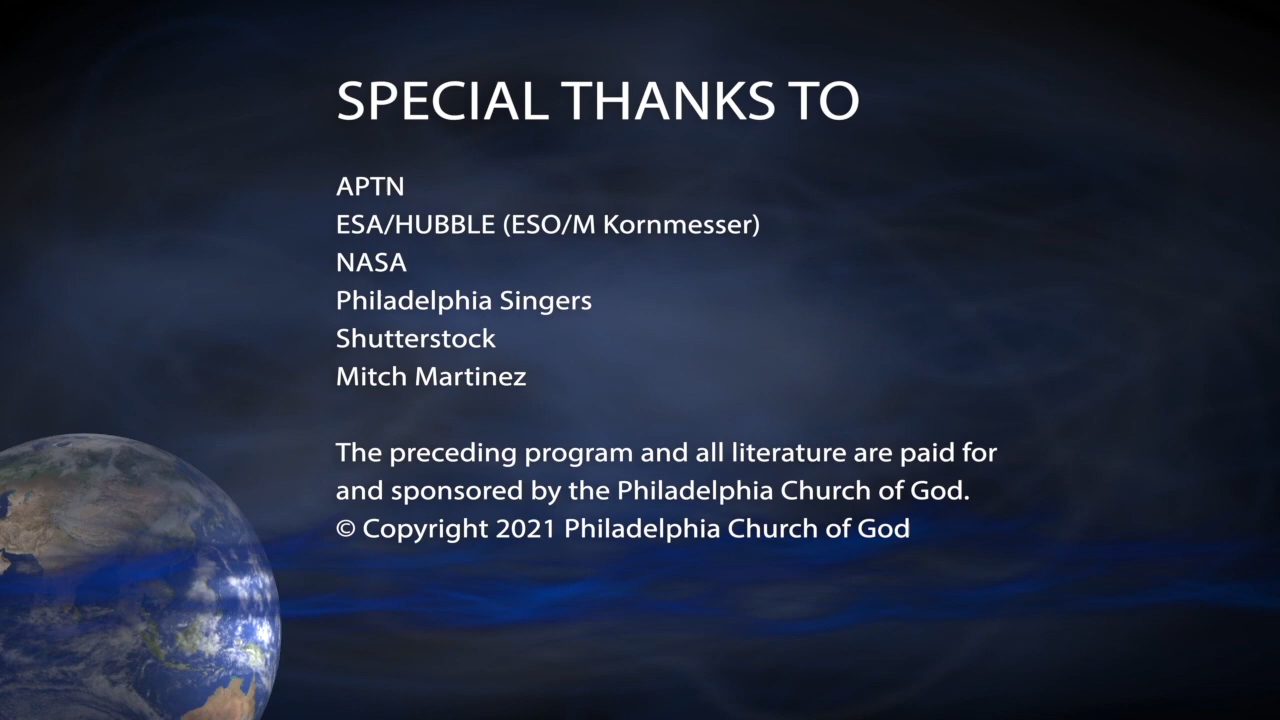 SPECIAL THANKS TO
APTN
ESA/HUBBLE (ESO/M Kornmesser)
NASA
Philadelphia Singers
Shutterstock
Mitch Martinez
The preceding program and all literature are paid for
and sponsored by the Philadelphia Church of God.
© Copyright 2021 Philadelphia Church of God